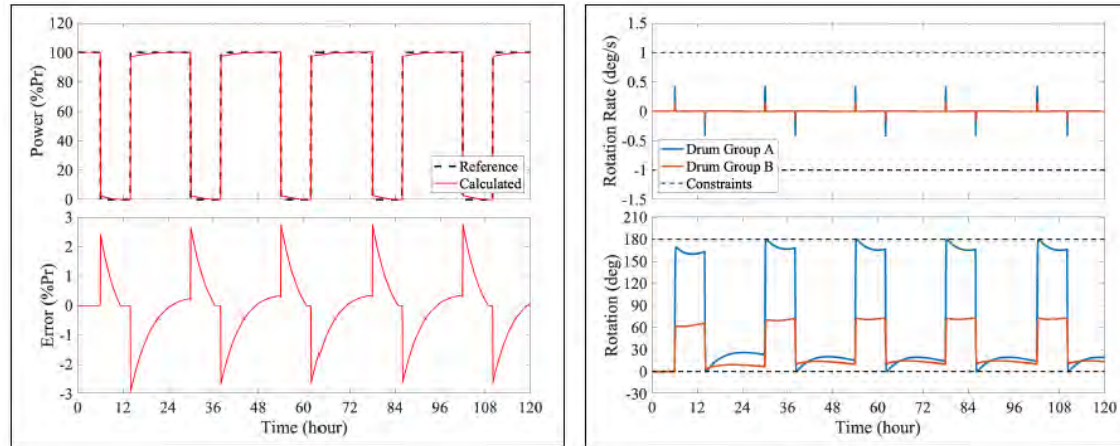 Power (%Pr)
120
100
80
60
40
20
0
Reference
Calculated
Error (%Pr)
3
2
1
0
-1
-2
-3
0 12 24 36 48 60 72 84 96 108 120
Time (hour)
Rotation Rate (deg/s)
1.5
1
0.5
0
-0.5
-1
-1.5
Drum Group A
Drum Group B
Constraints
Rotation (deg)
210
180
150
120
90
60
30
0
-30
0 12 24 36 48 60 72 84 96 108 120
Time (hour)